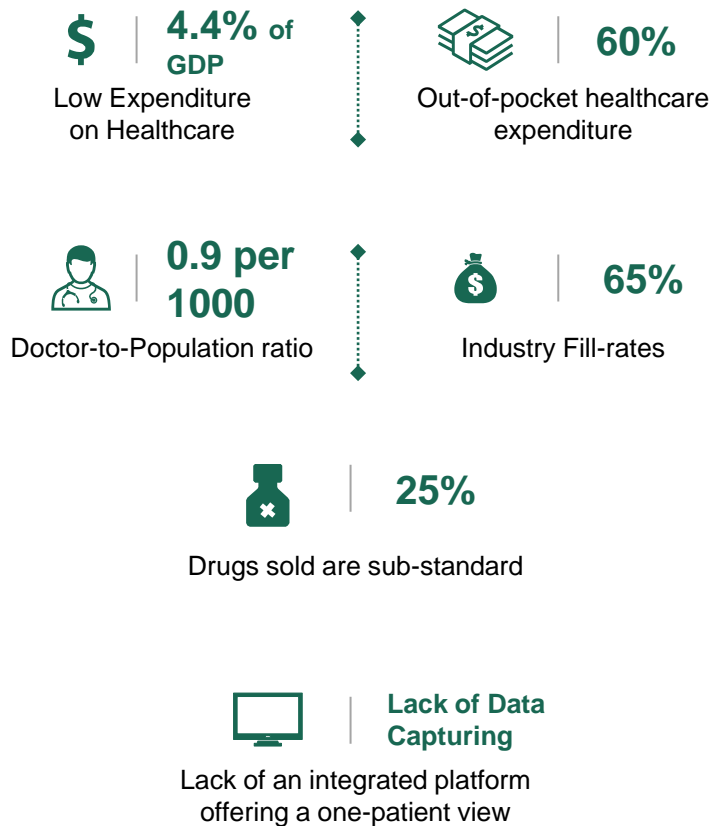 4.4% of
GDP
Low Expenditure
on Healthcare
60%
Out-of-pocket healthcare
expenditure
0.9 per
1000
Doctor-to-Population ratio
65%
Industry Fill-rates
25%
Drugs sold are sub-standard
Lack of Data
Capturing
Lack of an integrated platform
offering a one-patient view